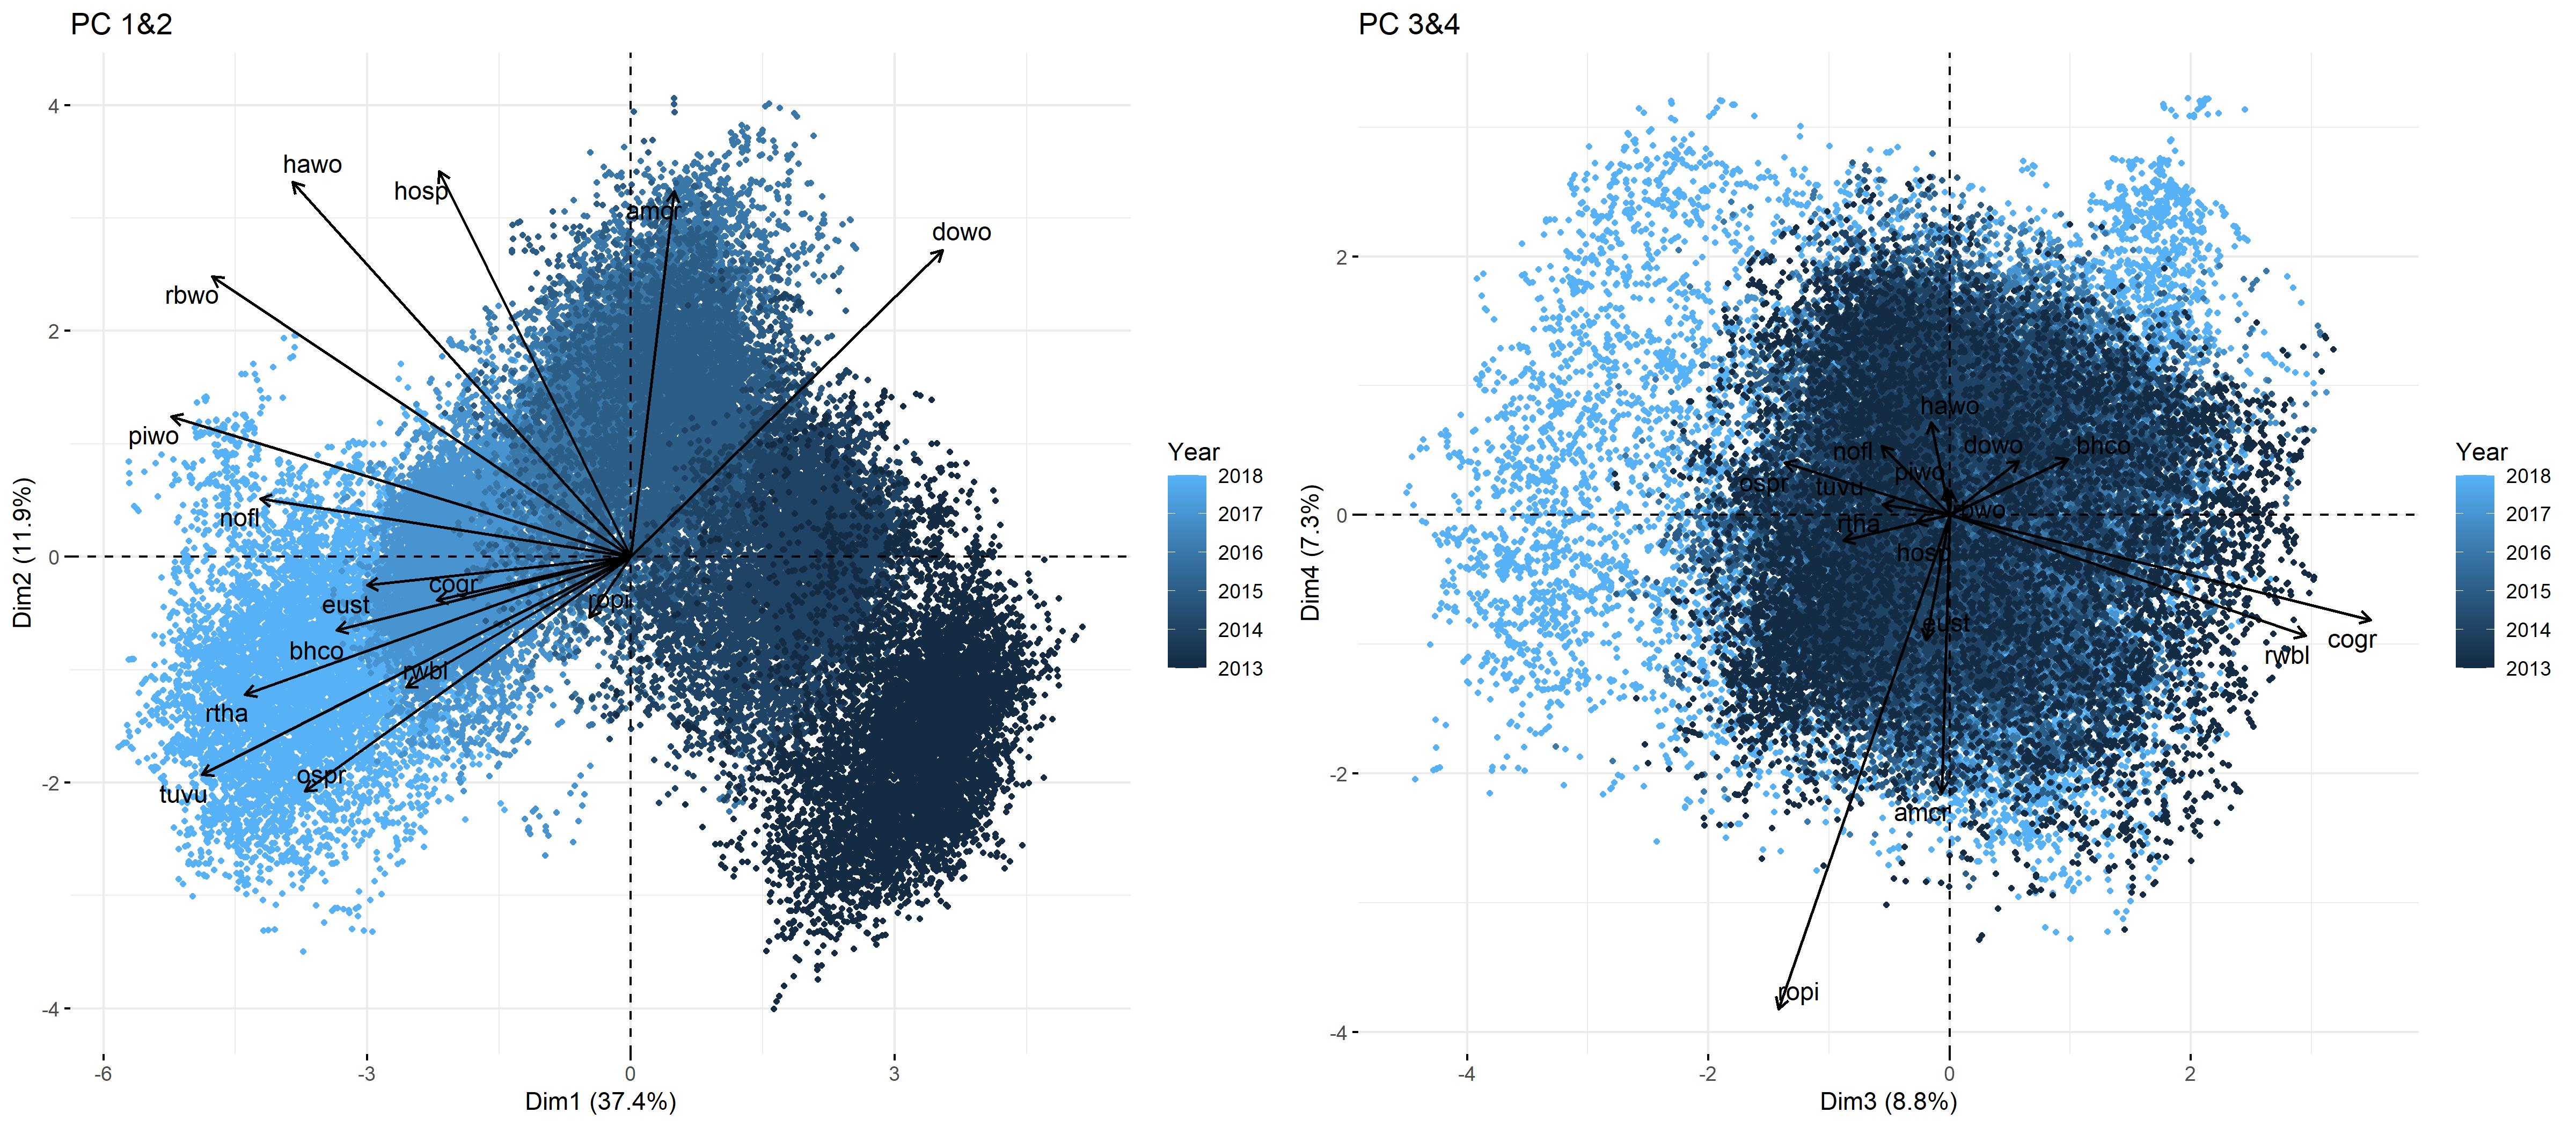 PC 1&2
4
2
0
-2
-4
-6
-3
0
3
Dim1 (37.4%)
Dim2 (11.9%)
hawo
hosp
amcr
dowo
rbwo
piwo
nofl
cogr
eust
ropi
bhco
rwbl
rtha
ospr
tuvu
Year
2018
2017
2016
2015
2014
2013
PC 3&4
2
0
-2
-4
-4
-2
0
2
Dim3 (8.8%)
Dim4 (7.3%)
hawo
nofl
dowo
bhco
piwo
ospr
tuvu
rbwo
rtha
hosp
eust
cogr
rwbl
amcr
ropi
Year
2018
2017
2016
2015
2014
2013